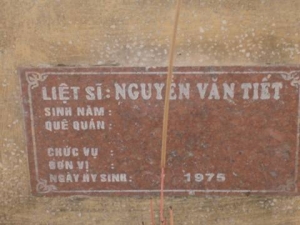 LIỆT SĨ: NGUYỄN VĂN TIẾT
SINH NĂM :
QUÊ QUÁN :
CHỨC VỤ :
ĐƠN VỊ :
NGÀY HY SINH: 1975